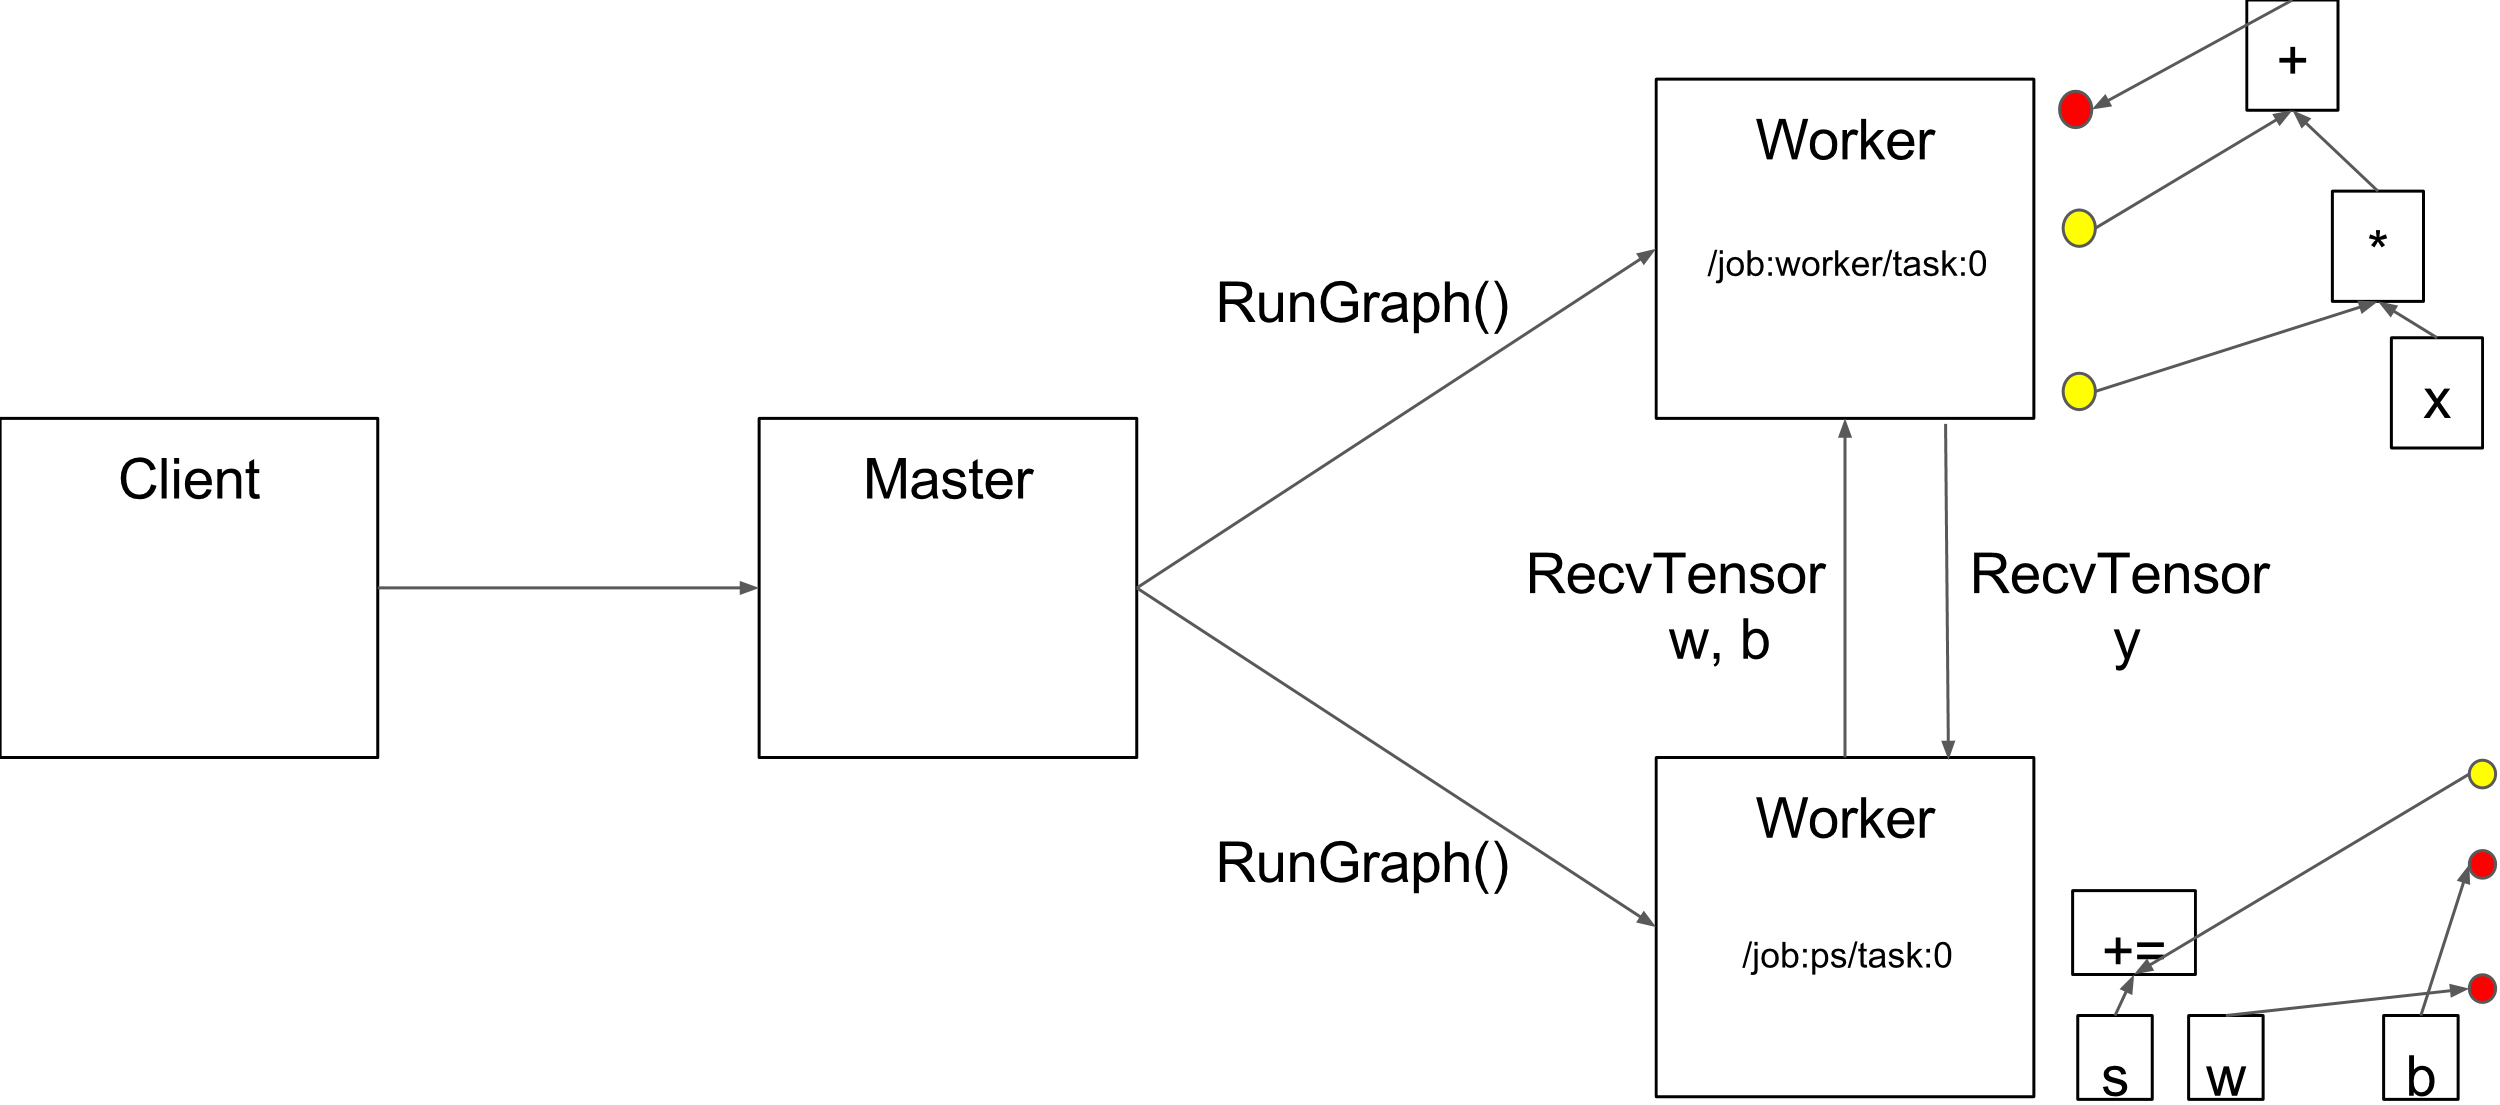 +
Worker
*
/job:worker/task:0
RunGraph()
x
Client
Master
RecvTensor
w, b
RecvTensor
y
Worker
RunGraph()
+=
/job:ps/task:0
s
w
b